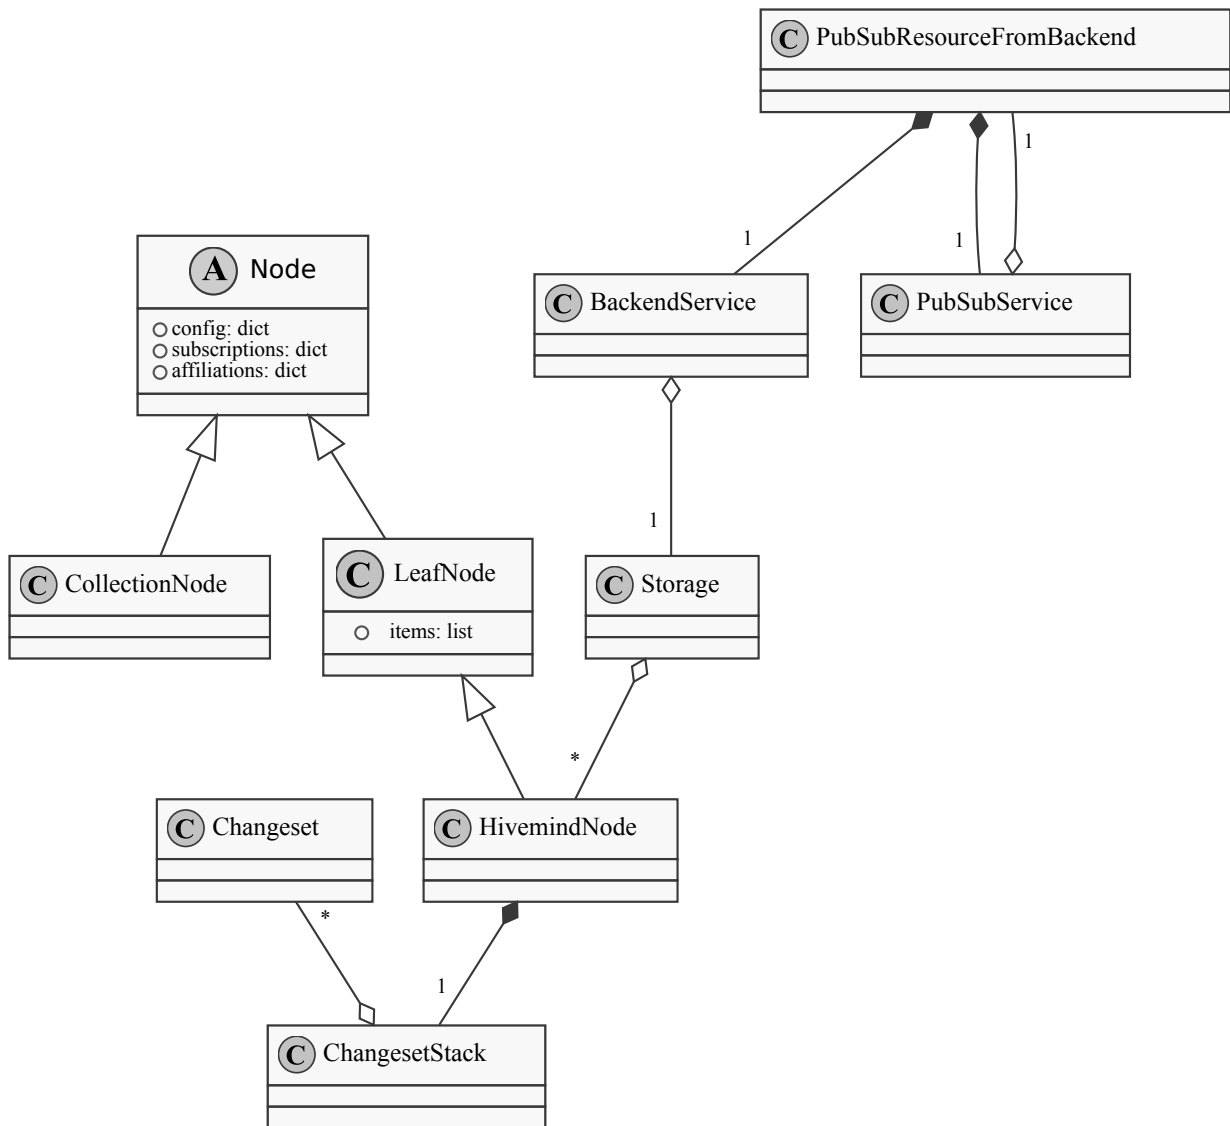 C PubSubResourceFromBackend
1
1
1
A Node
config: dict
subscriptions: dict
affiliations: dict
C BackendService
C PubSubService
1
C CollectionNode
C LeafNode
items: list
C Storage
*
C Changeset
C HivemindNode
*
1
C ChangesetStack